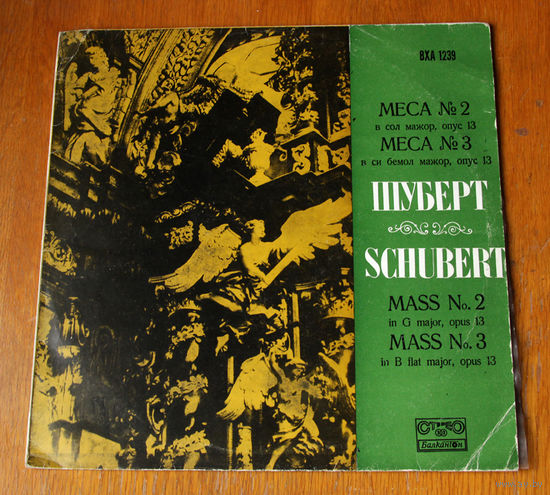 ВХА 1239
МЕСА № 2
в сол мажор, опус 13
МЕСА № 3
в си бемол мажор, опус 13
ШУБЕРТ
SCHUBERT
MASS No. 2
in G major, opus 13
MASS No. 3
in B flat major, opus 13
СТЕРЕО
Балкантон